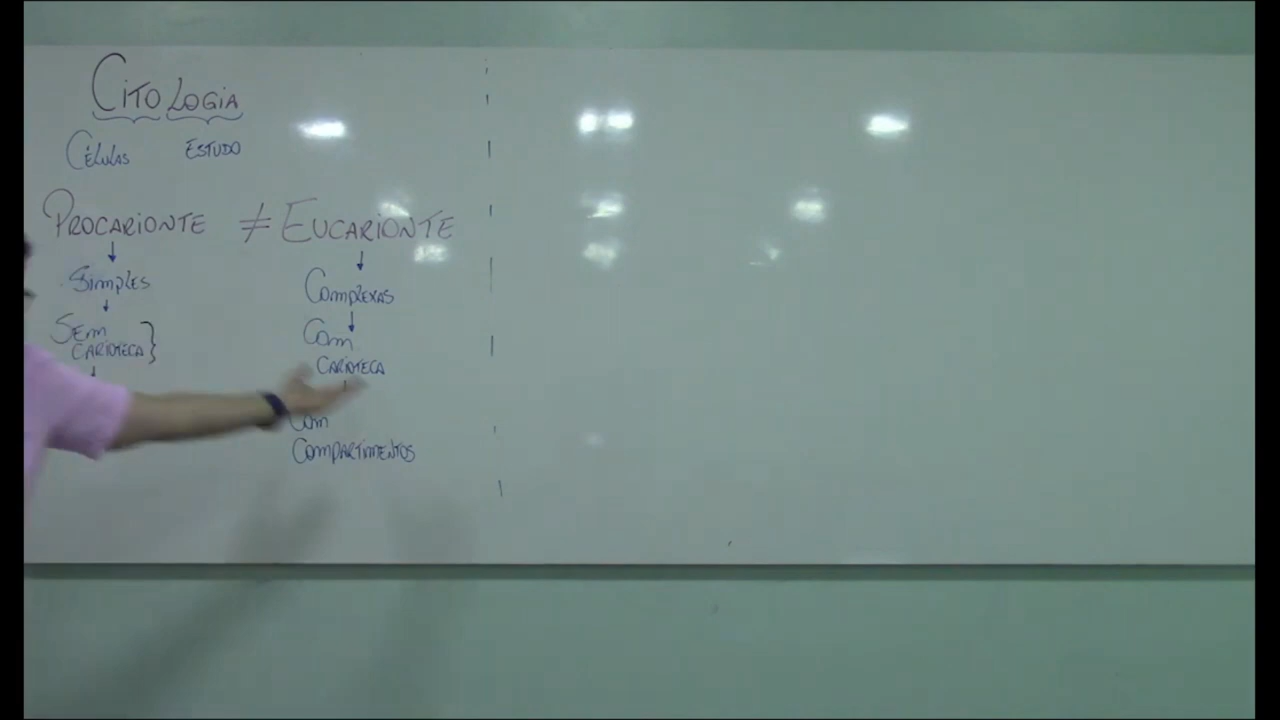 CITOLOGIA
CÉLULAS ESTUDO
PROCARIONTE ≠ EUCARIONTE
SIMPLES
COMPLEXAS
SEM
CARIOTECA
COM
CARIOTECA
COM
COMPARTIMENTOS